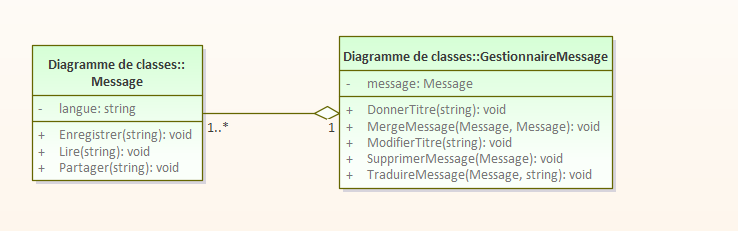 Diagramme de classes::
Message
- langue: string
+ Enregistrer(string): void
+ Lire(string): void
+ Partager(string): void
1..*
1
Diagramme de classes::GestionnaireMessage
- message: Message
+ DonnerTitre(string): void
+ MergeMessage(Message, Message): void
+ ModifierTitre(string): void
+ SupprimerMessage(Message): void
+ TraduireMessage(Message, string): void